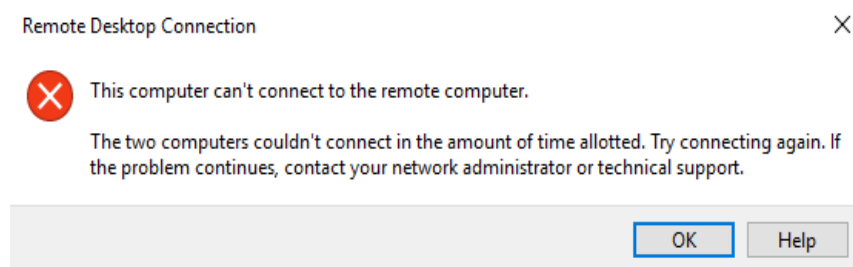 Remote Desktop Connection
This computer can't connect to the remote computer.
The two computers couldn't connect in the amount of time allotted. Try connecting again. If
the problem continues, contact your network administrator or technical support.
OK
Help